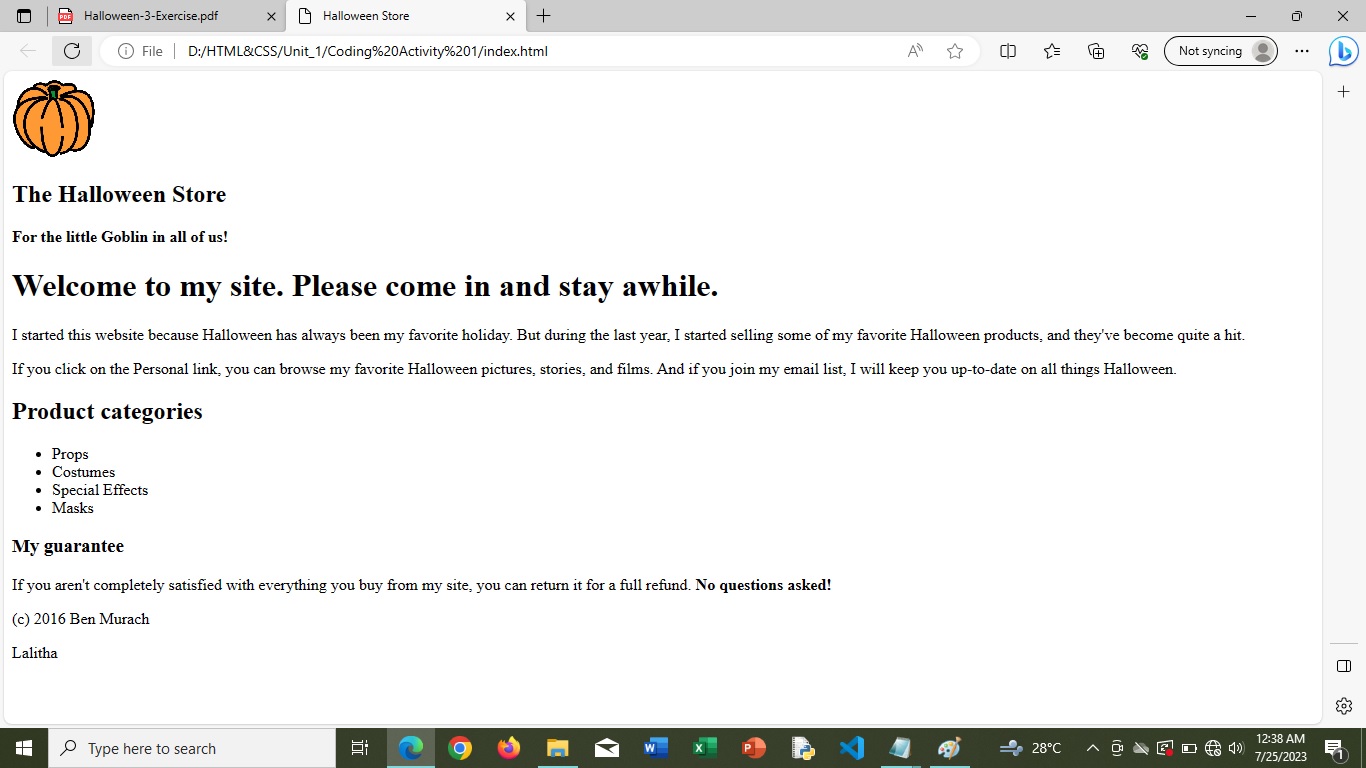 Halloween-3-Exercise.pdf
Halloween Store
File
D:/HTML&CSS/Unit_1/Coding%20Activity%201/index.html
Not syncing
The Halloween Store
For the little Goblin in all of us!
Welcome to my site. Please come in and stay awhile.
I started this website because Halloween has always been my favorite holiday. But during the last year, I started selling some of my favorite Halloween products, and they've become quite a hit.
If you click on the Personal link, you can browse my favorite Halloween pictures, stories, and films. And if you join my email list, I will keep you up-to-date on all things Halloween.
Product categories
Props
Costumes
Special Effects
Masks
My guarantee
If you aren't completely satisfied with everything you buy from my site, you can return it for a full refund. No questions asked!
(c) 2016 Ben Murach
Lalitha
Type here to search
28°C
12:38 AM
7/25/2023
1